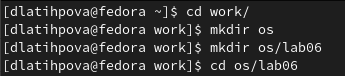 [dlatihpova@fedora ~]$ cd work/
[dlatihpova@fedora work]$ mkdir os
[dlatihpova@fedora work]$ mkdir os/lab06
[dlatihpova@fedora work]$ cd os/lab06